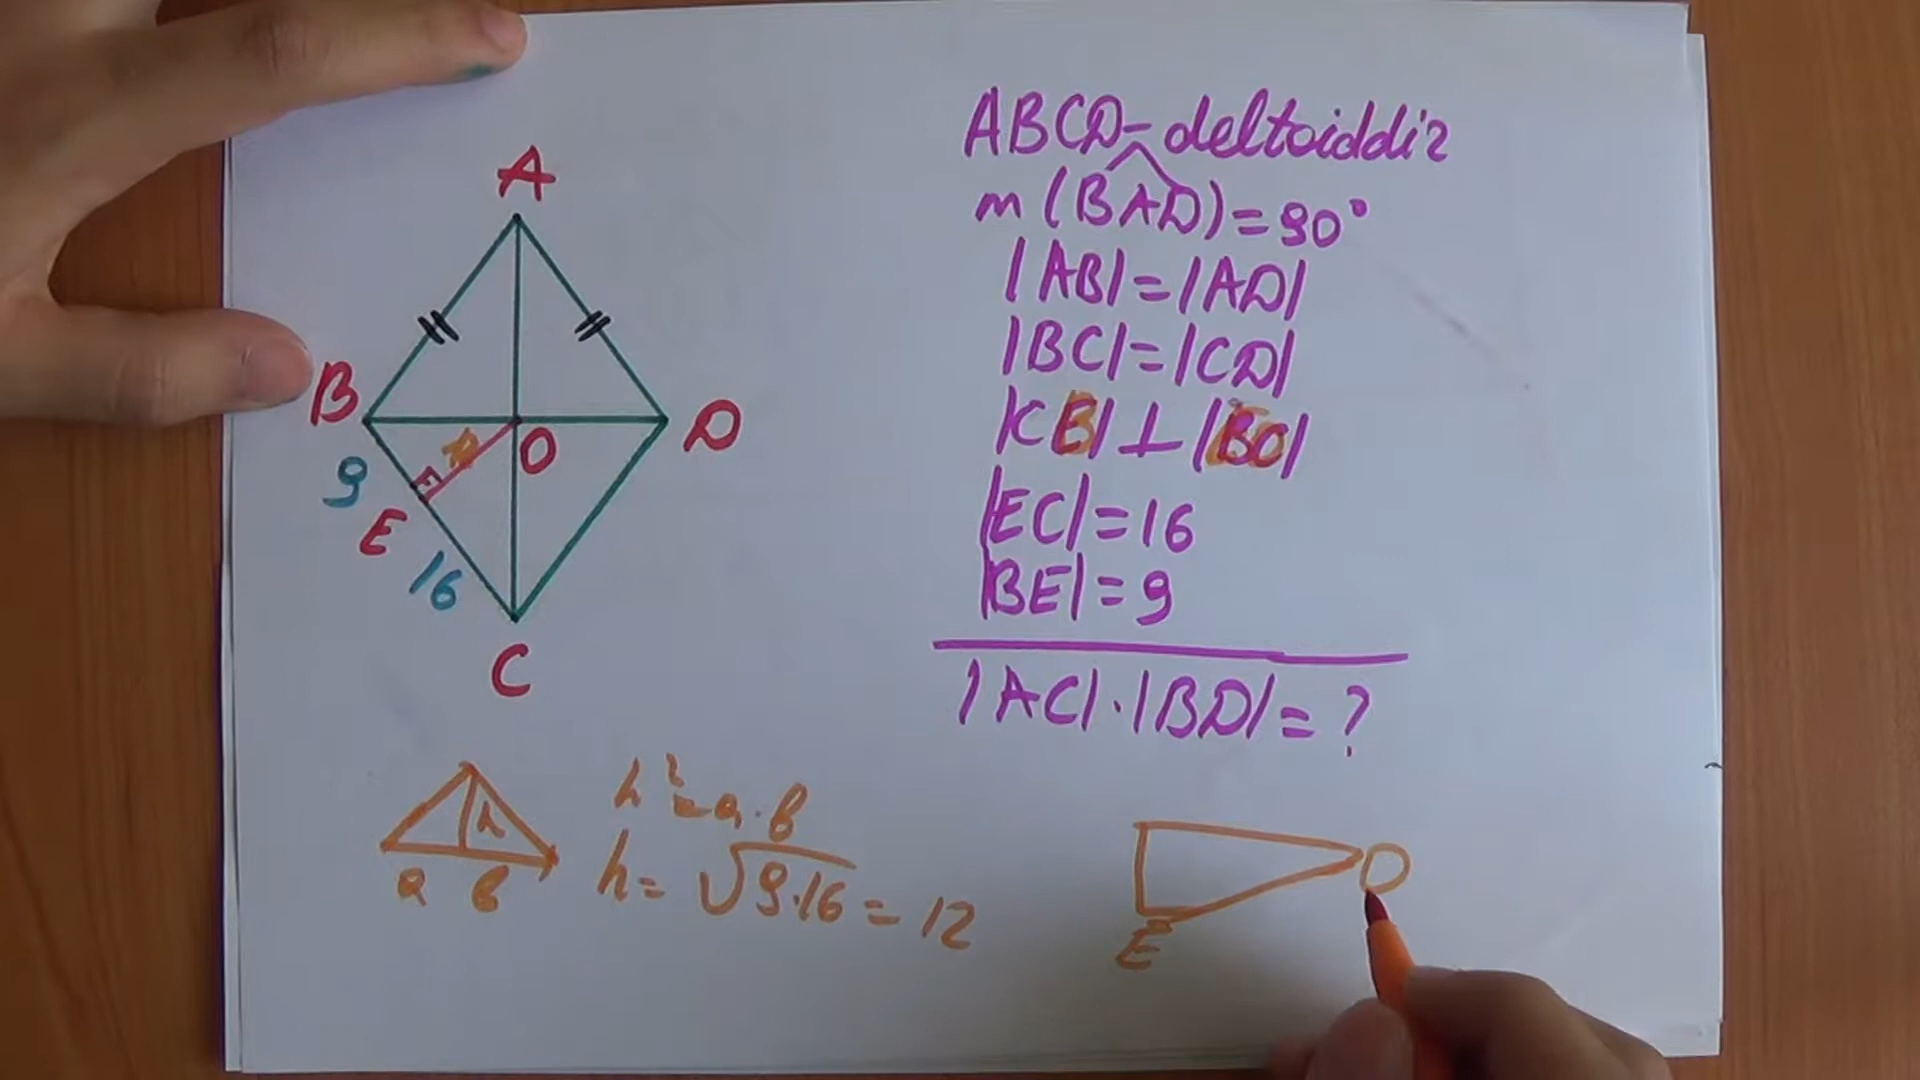 ABCD-deltoiddir
m(BAD)=90°
|AB|=|AD|
|BC|=|CD|
|CB|⊥|EO|
|EC|=16
|BE|=9
|AC|·|BD|=?
A
B
O
D
9
E
16
C
h
a b
h²=a·b
h=√9·16=12
O
E